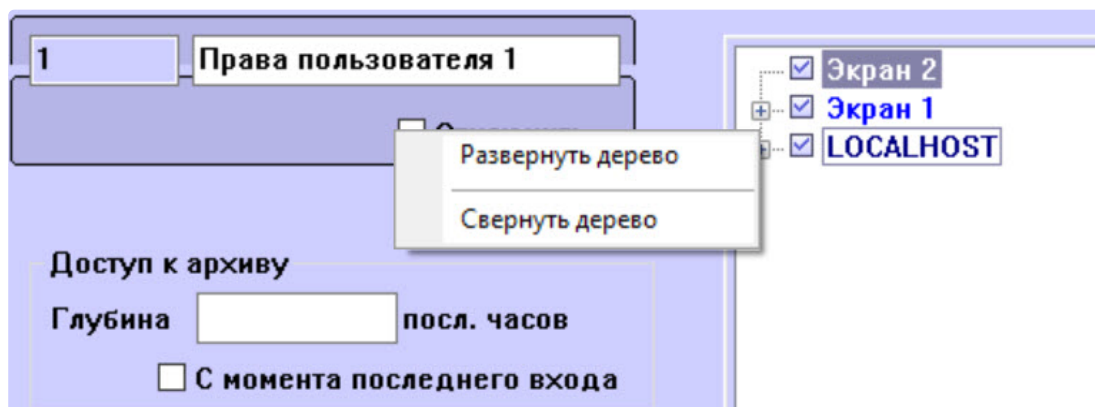 1
Права пользователя 1
Экран 2
Экран 1
LOCALHOST
Развернуть дерево
Свернуть дерево
Доступ к архиву
Глубина посл. часов
С момента последнего входа